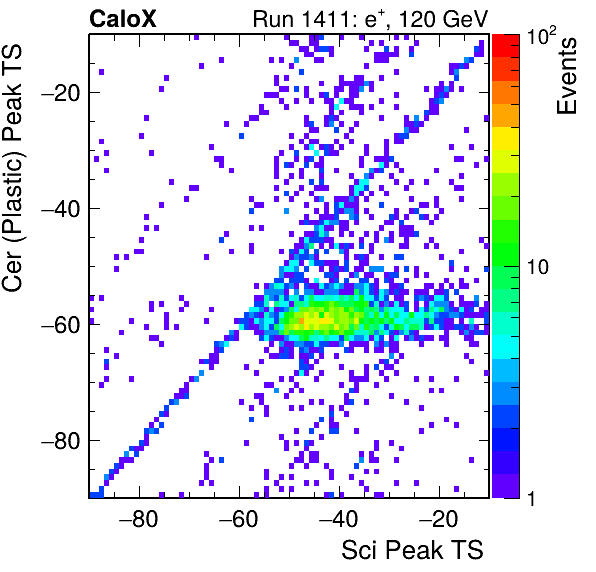 CaloX Run 1411: e⁺, 120 GeV
Cer (Plastic) Peak TS
−20
−40
−60
−80
−80 −60 −40 −20
Sci Peak TS
10²
10
1
Events